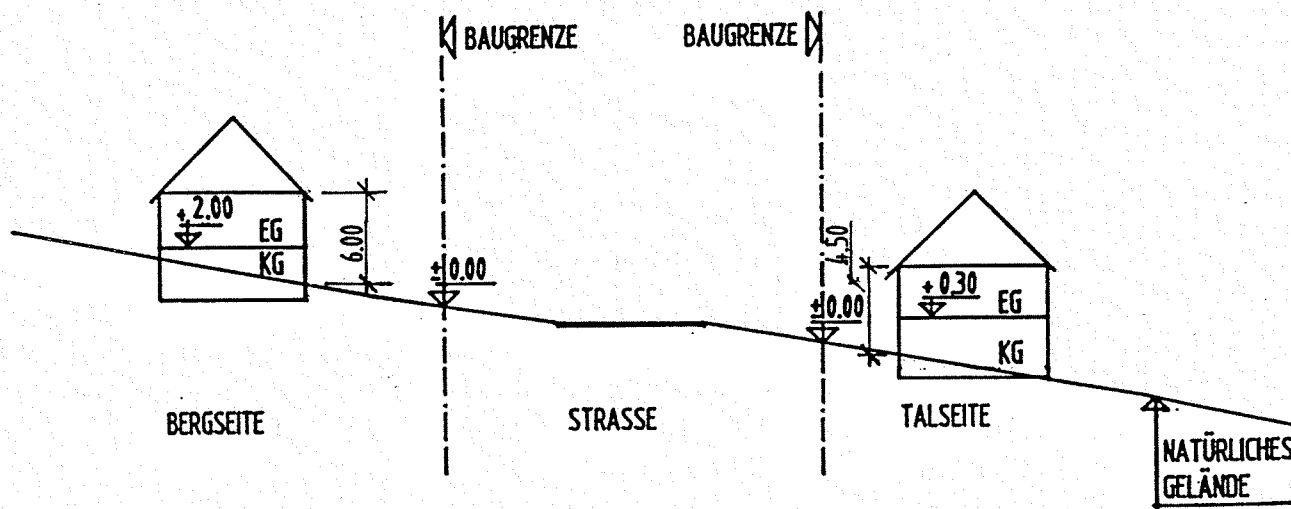 BAUGRENZE
BAUGRENZE
+ 2.00
EG
KG
6.00
± 0.00
4.50
± 0.00
+ 0.30
EG
KG
BERGSEITE
STRASSE
TALSEITE
NATÜRLICHES
GELÄNDE